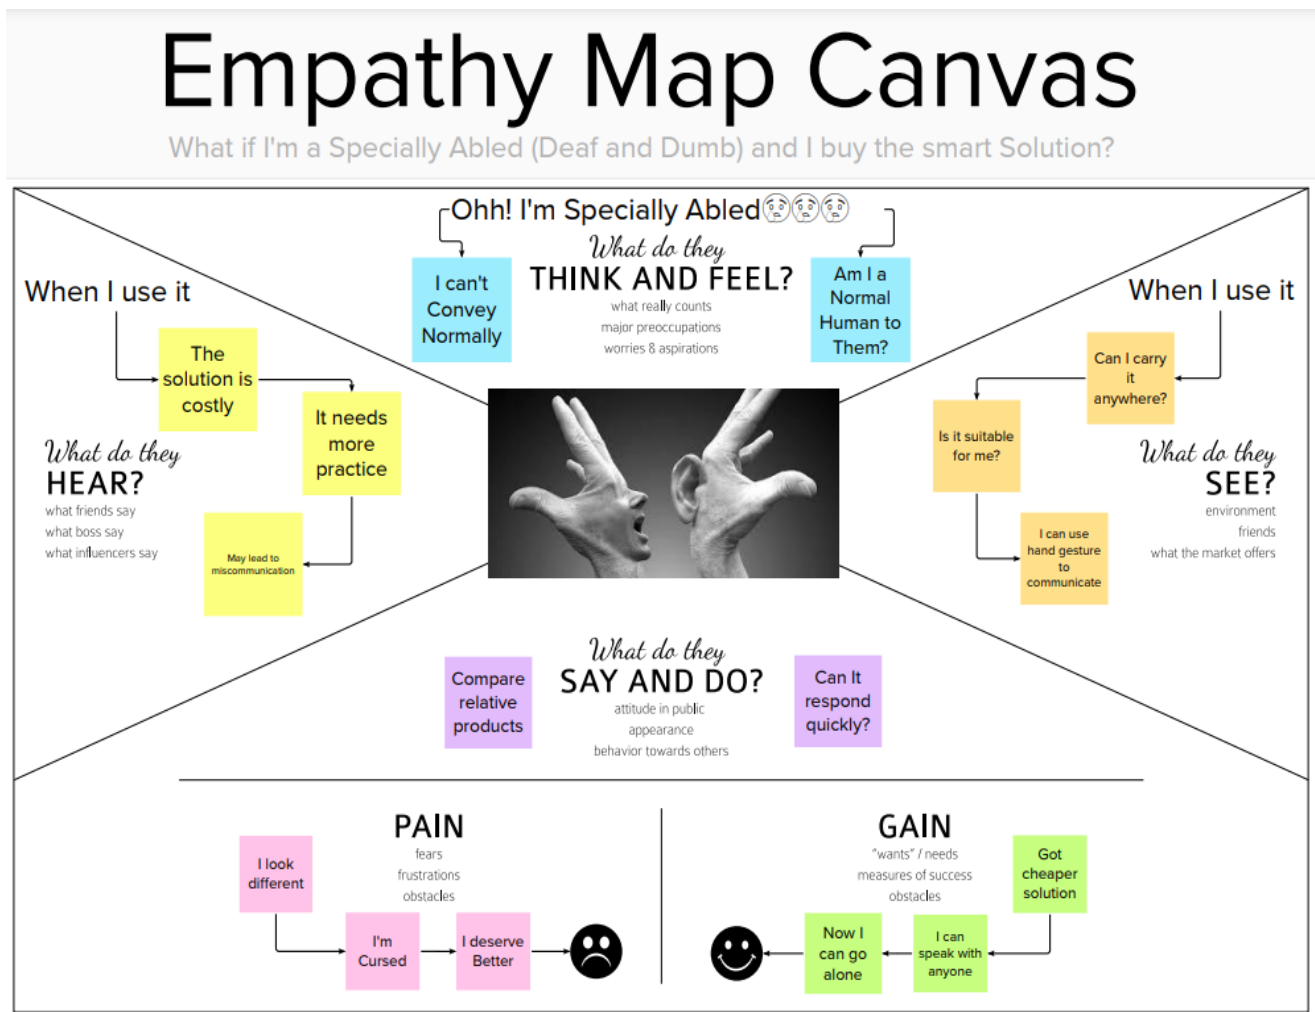 Empathy Map Canvas
What if I'm a Specially Abled (Deaf and Dumb) and I buy the smart Solution?
Ohh! I'm Specially Abled
What do they
THINK AND FEEL?
what really counts
major preoccupations
worries & aspirations
I can't
Convey
Normally
Am I a
Normal
Human to
Them?
When I use it
The
solution is
costly
It needs
more
practice
May lead to
miscommunication
What do they
HEAR?
what friends say
what boss say
what influencers say
When I use it
Can I carry
it
anywhere?
Is it suitable
for me?
I can use
hand gesture
to
communicate
What do they
SEE?
environment
friends
what the market offers
What do they
SAY AND DO?
attitude in public
appearance
behavior towards others
Compare
relative
products
Can It
respond
quickly?
PAIN
fears
frustrations
obstacles
I look
different
I'm
Cursed
I deserve
Better
GAIN
"wants" / needs
measures of success
obstacles
Got
cheaper
solution
I can
speak with
anyone
Now I
can go
alone